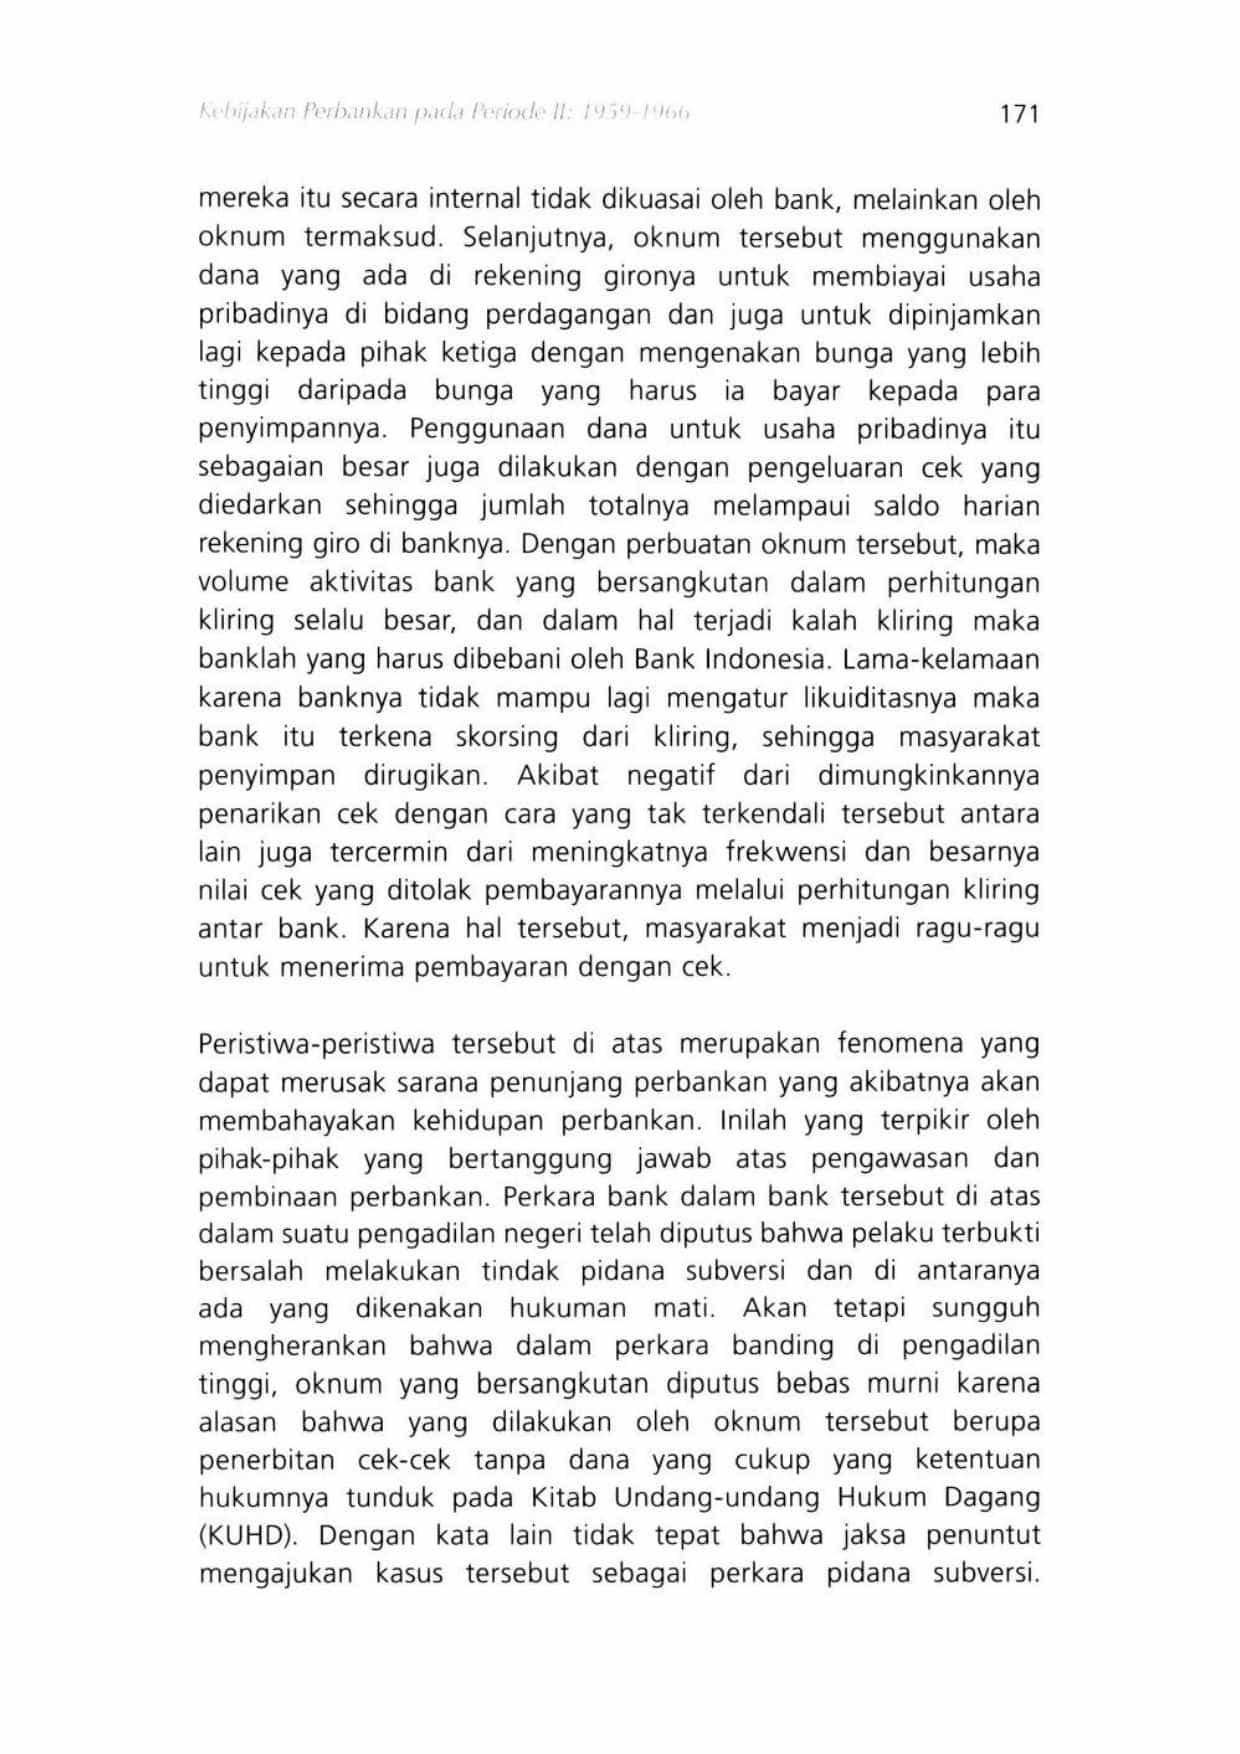 Kebijakan Perbankan pada Periode II: 1959-1966 171
mereka itu secara internal tidak dikuasai oleh bank, melainkan oleh
oknum termaksud. Selanjutnya, oknum tersebut menggunakan
dana yang ada di rekening gironya untuk membiayai usaha
pribadinya di bidang perdagangan dan juga untuk dipinjamkan
lagi kepada pihak ketiga dengan mengenakan bunga yang lebih
tinggi daripada bunga yang harus ia bayar kepada para
penyimpannya. Penggunaan dana untuk usaha pribadinya itu
sebagaian besar juga dilakukan dengan pengeluaran cek yang
diedarkan sehingga jumlah totalnya melampaui saldo harian
rekening giro di banknya. Dengan perbuatan oknum tersebut, maka
volume aktivitas bank yang bersangkutan dalam perhitungan
kliring selalu besar, dan dalam hal terjadi kalah kliring maka
banklah yang harus dibebani oleh Bank Indonesia. Lama-kelamaan
karena banknya tidak mampu lagi mengatur likuiditasnya maka
bank itu terkena skorsing dari kliring, sehingga masyarakat
penyimpan dirugikan. Akibat negatif dari dimungkinkannya
penarikan cek dengan cara yang tak terkendali tersebut antara
lain juga tercermin dari meningkatnya frekwensi dan besarnya
nilai cek yang ditolak pembayarannya melalui perhitungan kliring
antar bank. Karena hal tersebut, masyarakat menjadi ragu-ragu
untuk menerima pembayaran dengan cek.
Peristiwa-peristiwa tersebut di atas merupakan fenomena yang
dapat merusak sarana penunjang perbankan yang akibatnya akan
membahayakan kehidupan perbankan. Inilah yang terpikir oleh
pihak-pihak yang bertanggung jawab atas pengawasan dan
pembinaan perbankan. Perkara bank dalam bank tersebut di atas
dalam suatu pengadilan negeri telah diputus bahwa pelaku terbukti
bersalah melakukan tindak pidana subversi dan di antaranya
ada yang dikenakan hukuman mati. Akan tetapi sungguh
mengherankan bahwa dalam perkara banding di pengadilan
tinggi, oknum yang bersangkutan diputus bebas murni karena
alasan bahwa yang dilakukan oleh oknum tersebut berupa
penerbitan cek-cek tanpa dana yang cukup yang ketentuan
hukumnya tunduk pada Kitab Undang-undang Hukum Dagang
(KUHD). Dengan kata lain tidak tepat bahwa jaksa penuntut
mengajukan kasus tersebut sebagai perkara pidana subversi.